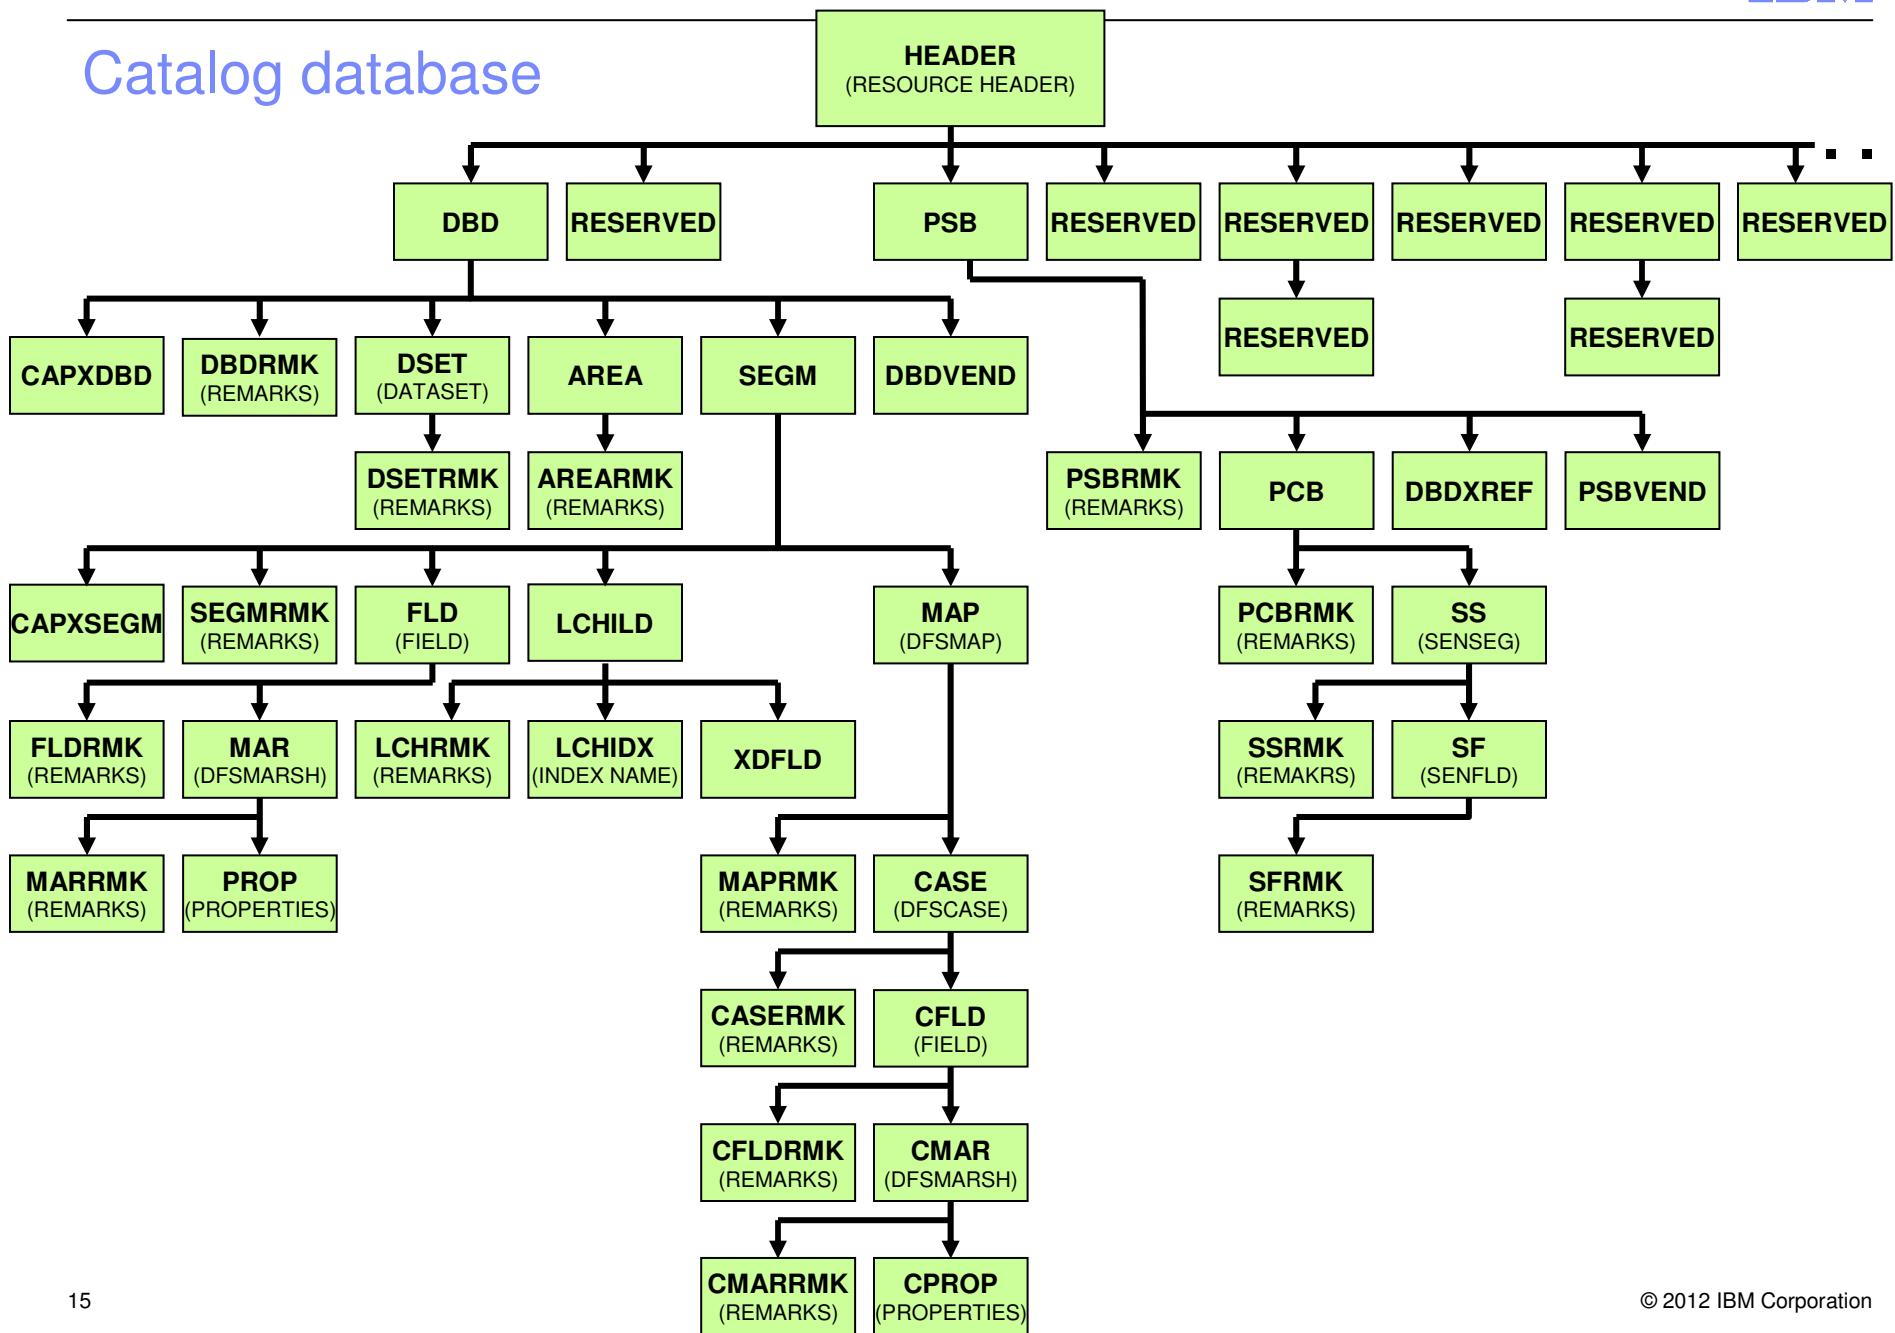 IBM
Catalog database
HEADER
(RESOURCE HEADER)
. .
DBD
RESERVED
PSB
RESERVED
RESERVED
RESERVED
RESERVED
RESERVED
RESERVED
RESERVED
CAPXDBD
DBDRMK
(REMARKS)
DSET
(DATASET)
AREA
SEGM
DBDVEND
DSETRMK
(REMARKS)
AREARMK
(REMARKS)
PSBRMK
(REMARKS)
PCB
DBDXREF
PSBVEND
CAPXSEGM
SEGMRMK
(REMARKS)
FLD
(FIELD)
LCHILD
MAP
(DFSMAP)
PCBRMK
(REMARKS)
SS
(SENSEG)
FLDRMK
(REMARKS)
MAR
(DFSMARSH)
LCHRMK
(REMARKS)
LCHIDX
(INDEX NAME)
XDFLD
SSRMK
(REMAKRS)
SF
(SENFLD)
MARRMK
(REMARKS)
PROP
(PROPERTIES)
MAPRMK
(REMARKS)
CASE
(DFSCASE)
SFRMK
(REMARKS)
CASERMK
(REMARKS)
CFLD
(FIELD)
CFLDRMK
(REMARKS)
CMAR
(DFSMARSH)
CMARRMK
(REMARKS)
CPROP
(PROPERTIES)
15
© 2012 IBM Corporation